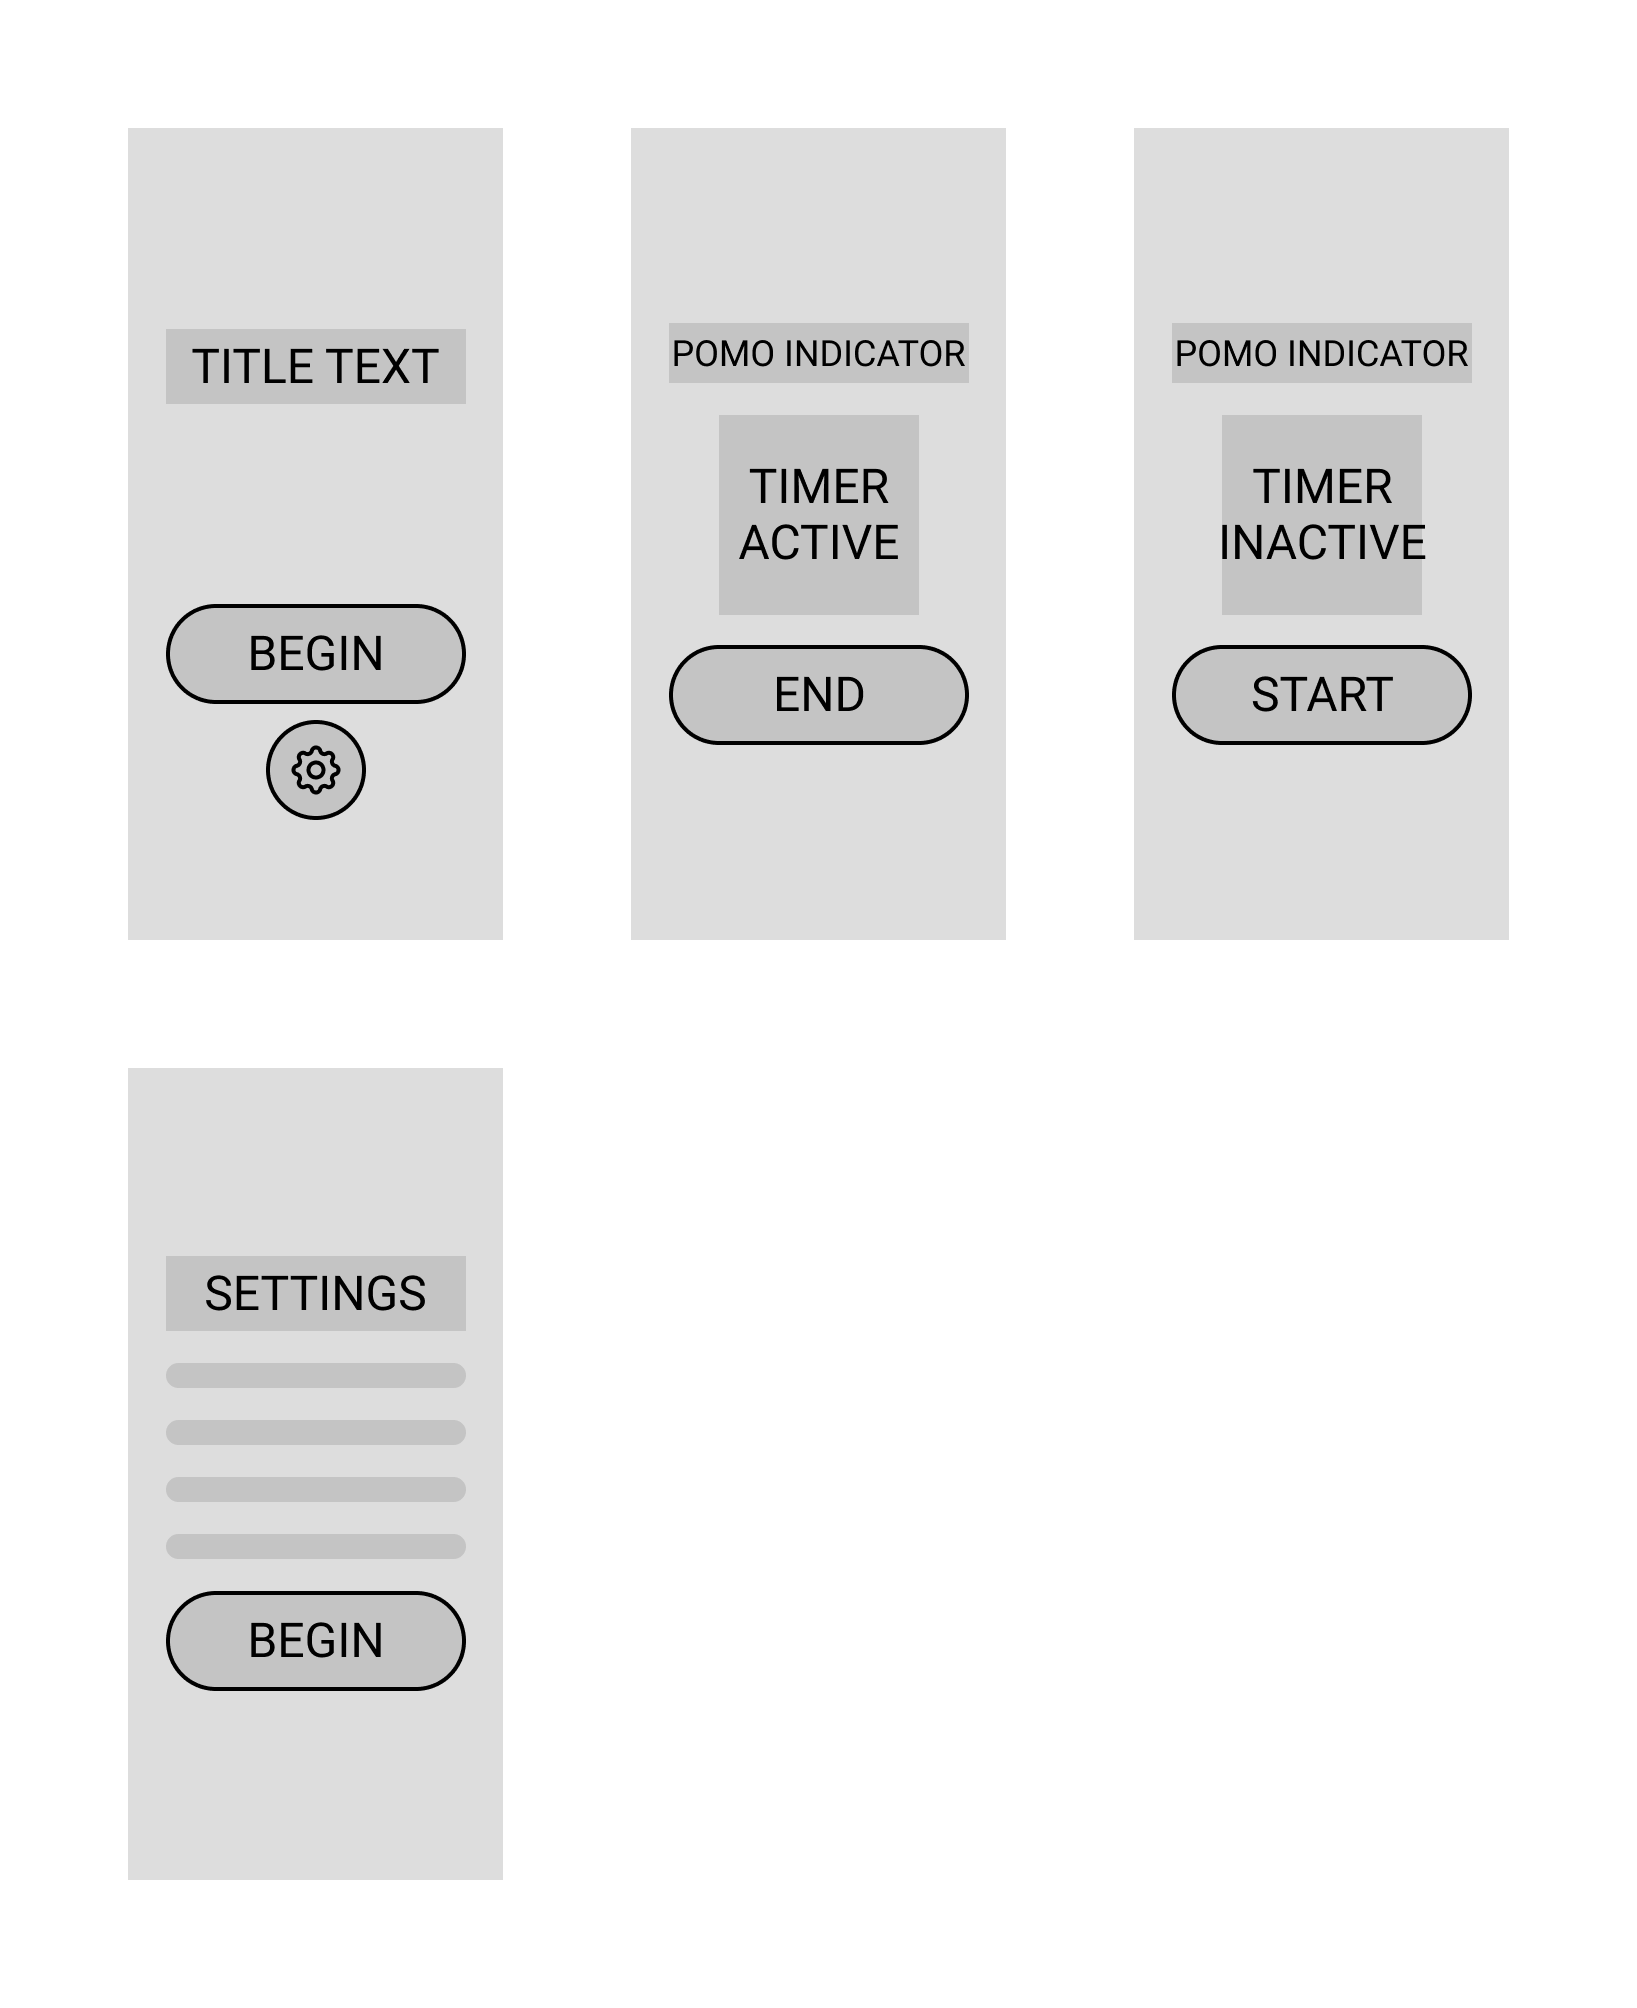 TITLE TEXT
BEGIN
POMO INDICATOR
TIMER
ACTIVE
END
POMO INDICATOR
TIMER
INACTIVE
START
SETTINGS
BEGIN